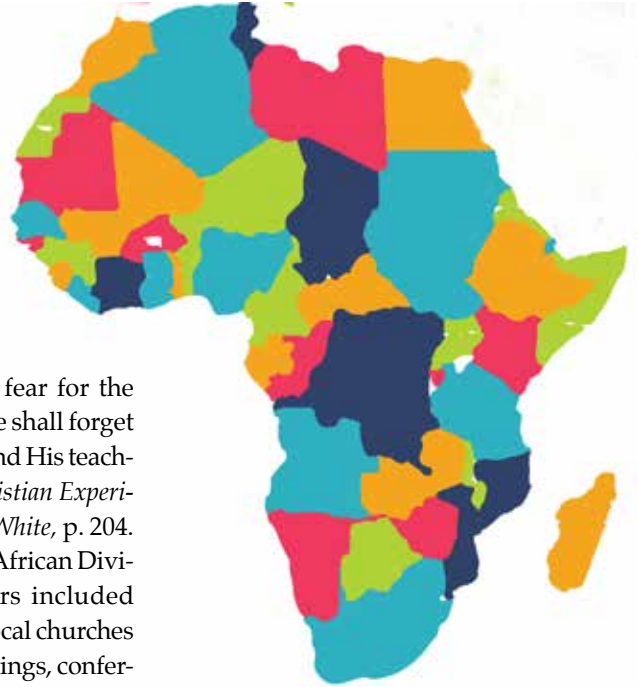 fear for the
e shall forget
nd His teach-
istian Experi-
White, p. 204.
African Divi-
rs included
ocal churches
ings, confer-